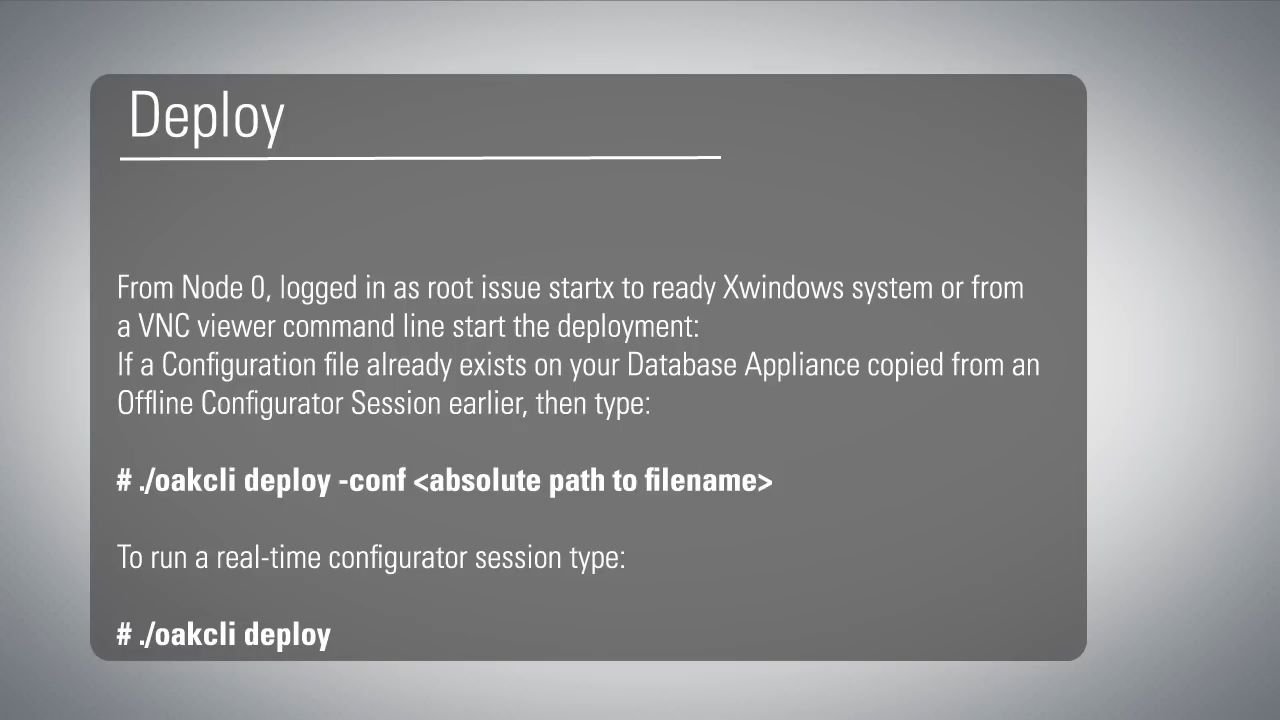 Deploy
From Node 0, logged in as root issue startx to ready Xwindows system or from
a VNC viewer command line start the deployment:
If a Configuration file already exists on your Database Appliance copied from an
Offline Configurator Session earlier, then type:
# ./oakcli deploy -conf <absolute path to filename>
To run a real-time configurator session type:
# ./oakcli deploy